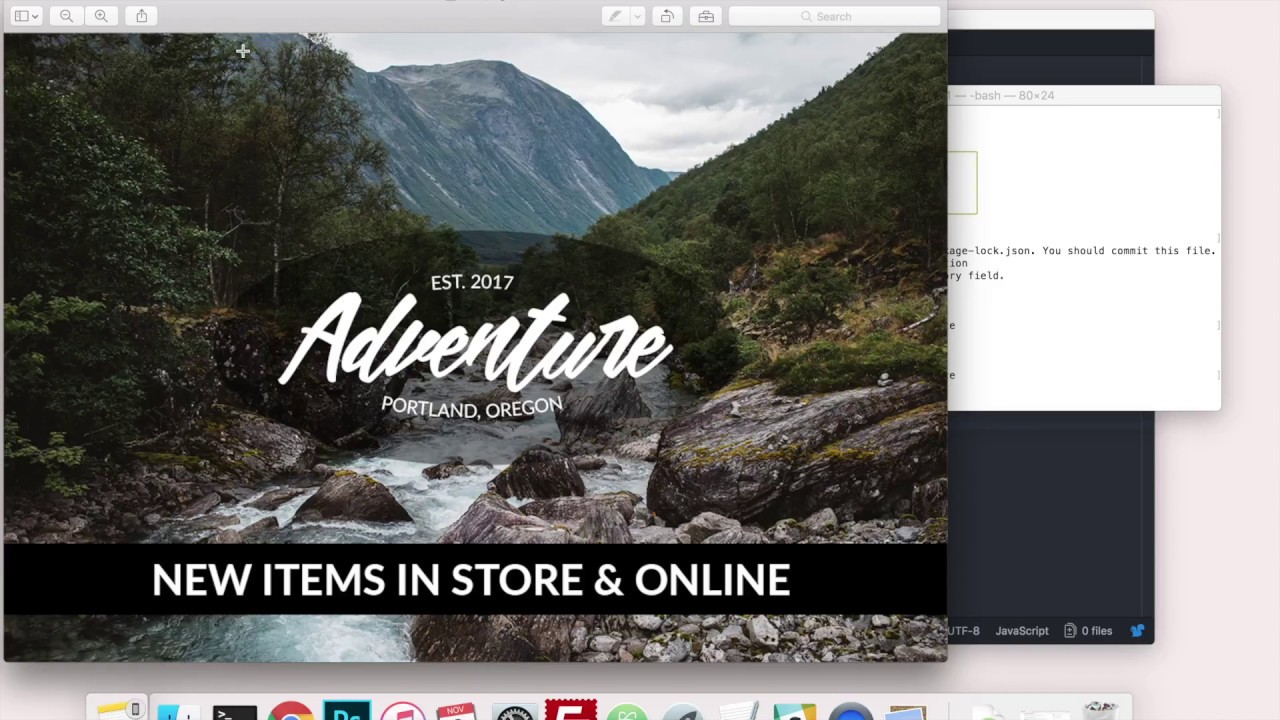 Search
— -bash — 80×24
EST. 2017
Adventure
PORTLAND, OREGON
NEW ITEMS IN STORE & ONLINE
age-lock.json. You should commit this file.
ion
ry field.
e
e
UTF-8 JavaScript 0 files
NOV
Ps